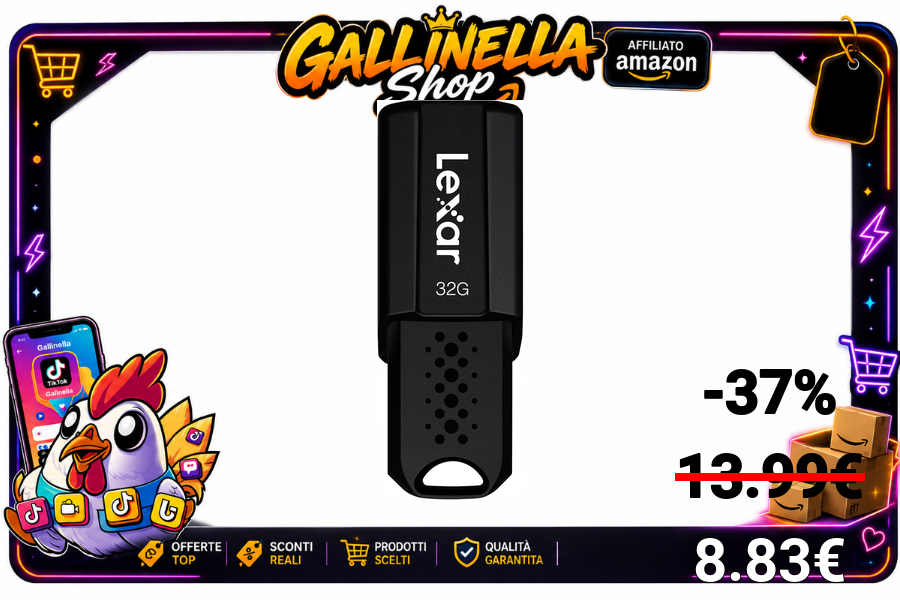 GALLINELLA
Shop
AFFILIATO
amazon
Lexar
32G
Gallinella
TikTok
Gallinella
-37%
13.99€
8.83€
OFFERTE
TOP
SCONTI
REALI
PRODOTTI
SCELTI
QUALITÀ
GARANTITA